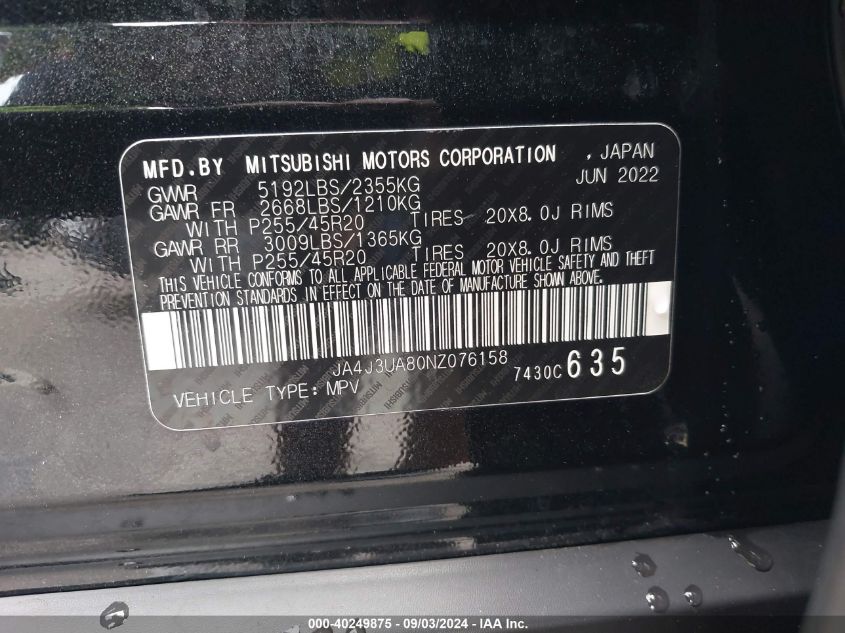 MFD.BY MITSUBISHI MOTORS CORPORATION , JAPAN
GVWR 5192LBS/2355KG JUN 2022
GAWR FR 2668LBS/1210KG
WITH P255/45R20 TIRES 20X8.0J RIMS
GAWR RR 3009LBS/1365KG
WITH P255/45R20 TIRES 20X8.0J RIMS
THIS VEHICLE CONFORMS TO ALL APPLICABLE FEDERAL MOTOR VEHICLE SAFETY AND THEFT
PREVENTION STANDARDS IN EFFECT ON THE DATE OF MANUFACTURE SHOWN ABOVE.
JA4J3UA80NZ076158
VEHICLE TYPE: MPV 7430C 635
000-40249875 - 09/03/2024 - IAA Inc.